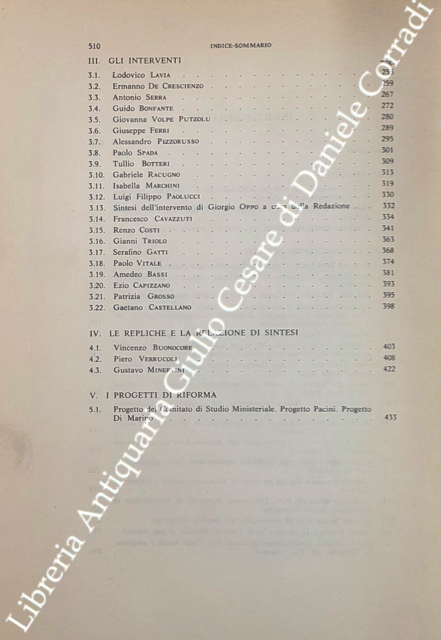 510 INDICE-SOMMARIO
III. GLI INTERVENTI
3.1. Lodovico LAVIA . . . . . . . . . . 253
3.2. Ermanno DE CRESCIENZO . . . . . . . . . . 259
3.3. Antonio SERRA . . . . . . . . . . 267
3.4. Guido BONFANTE . . . . . . . . . . 272
3.5. Giovanna VOLPE PUTZOLU . . . . . . . . . . 280
3.6. Giuseppe FERRI . . . . . . . . . . 289
3.7. Alessandro PIZZORUSSO . . . . . . . . . . 295
3.8. Paolo SPADA . . . . . . . . . . 301
3.9. Tullio BOTTERI . . . . . . . . . . 309
3.10. Gabriele RACUGNO . . . . . . . . . . 313
3.11. Isabella MARCHINI . . . . . . . . . . 319
3.12. Luigi Filippo PAOLUCCI . . . . . . . . . . 330
3.13. Sintesi dell'intervento di Giorgio OPPO a cura della Redazione . . 332
3.14. Francesco CAVAZZUTI . . . . . . . . . . 334
3.15. Renzo COSTI . . . . . . . . . . 341
3.16. Gianni TRIOLO . . . . . . . . . . 363
3.17. Serafino GATTI . . . . . . . . . . 368
3.18. Paolo VITALE . . . . . . . . . . 374
3.19. Amedeo BASSI . . . . . . . . . . 381
3.20. Ezio CAPIZZANO . . . . . . . . . . 393
3.21. Patrizia GROSSO . . . . . . . . . . 395
3.22. Gaetano CASTELLANO . . . . . . . . . . 398
IV. LE REPLICHE E LA RELAZIONE DI SINTESI
4.1. Vincenzo BUONOCORE . . . . . . . . . . 403
4.2. Piero VERRUCOLI . . . . . . . . . . 408
4.3. Gustavo MINERVINI . . . . . . . . . . 422
V. I PROGETTI DI RIFORMA
5.1. Progetto del Comitato di Studio Ministeriale. Progetto Pacini. Progetto
Di Marino . . . . . . . . . . 433
Libreria Antiquaria Giulio Cesare di Daniele Corradi